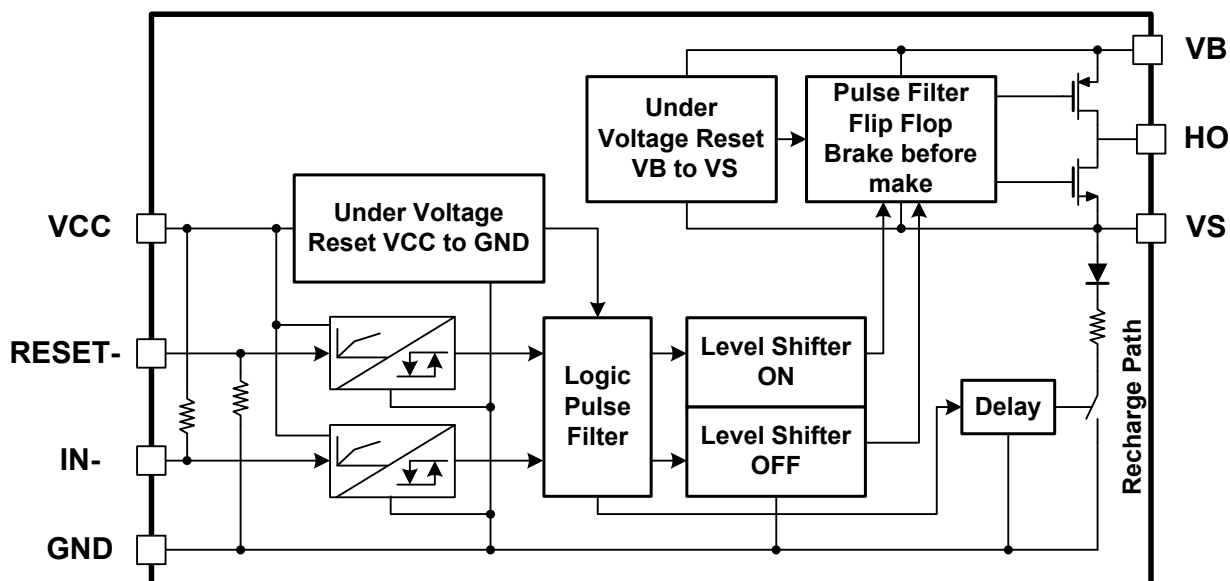 VB
Under
Voltage Reset
VB to VS
Pulse Filter
Flip Flop
Brake before
make
HO
VCC
Under Voltage
Reset VCC to GND
VS
RESET-
Logic
Pulse
Filter
Level Shifter
ON
Delay
Recharge Path
IN-
Level Shifter
OFF
GND